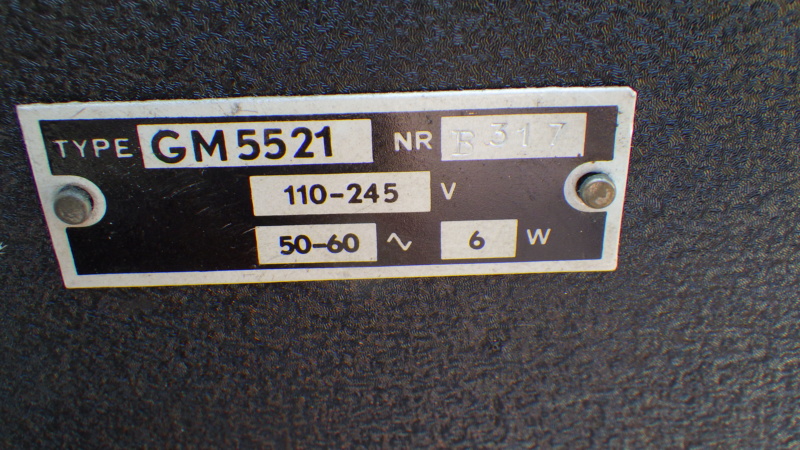 TYPE GM5521 NR B317
110-245 V
50-60 ∿ 6 W